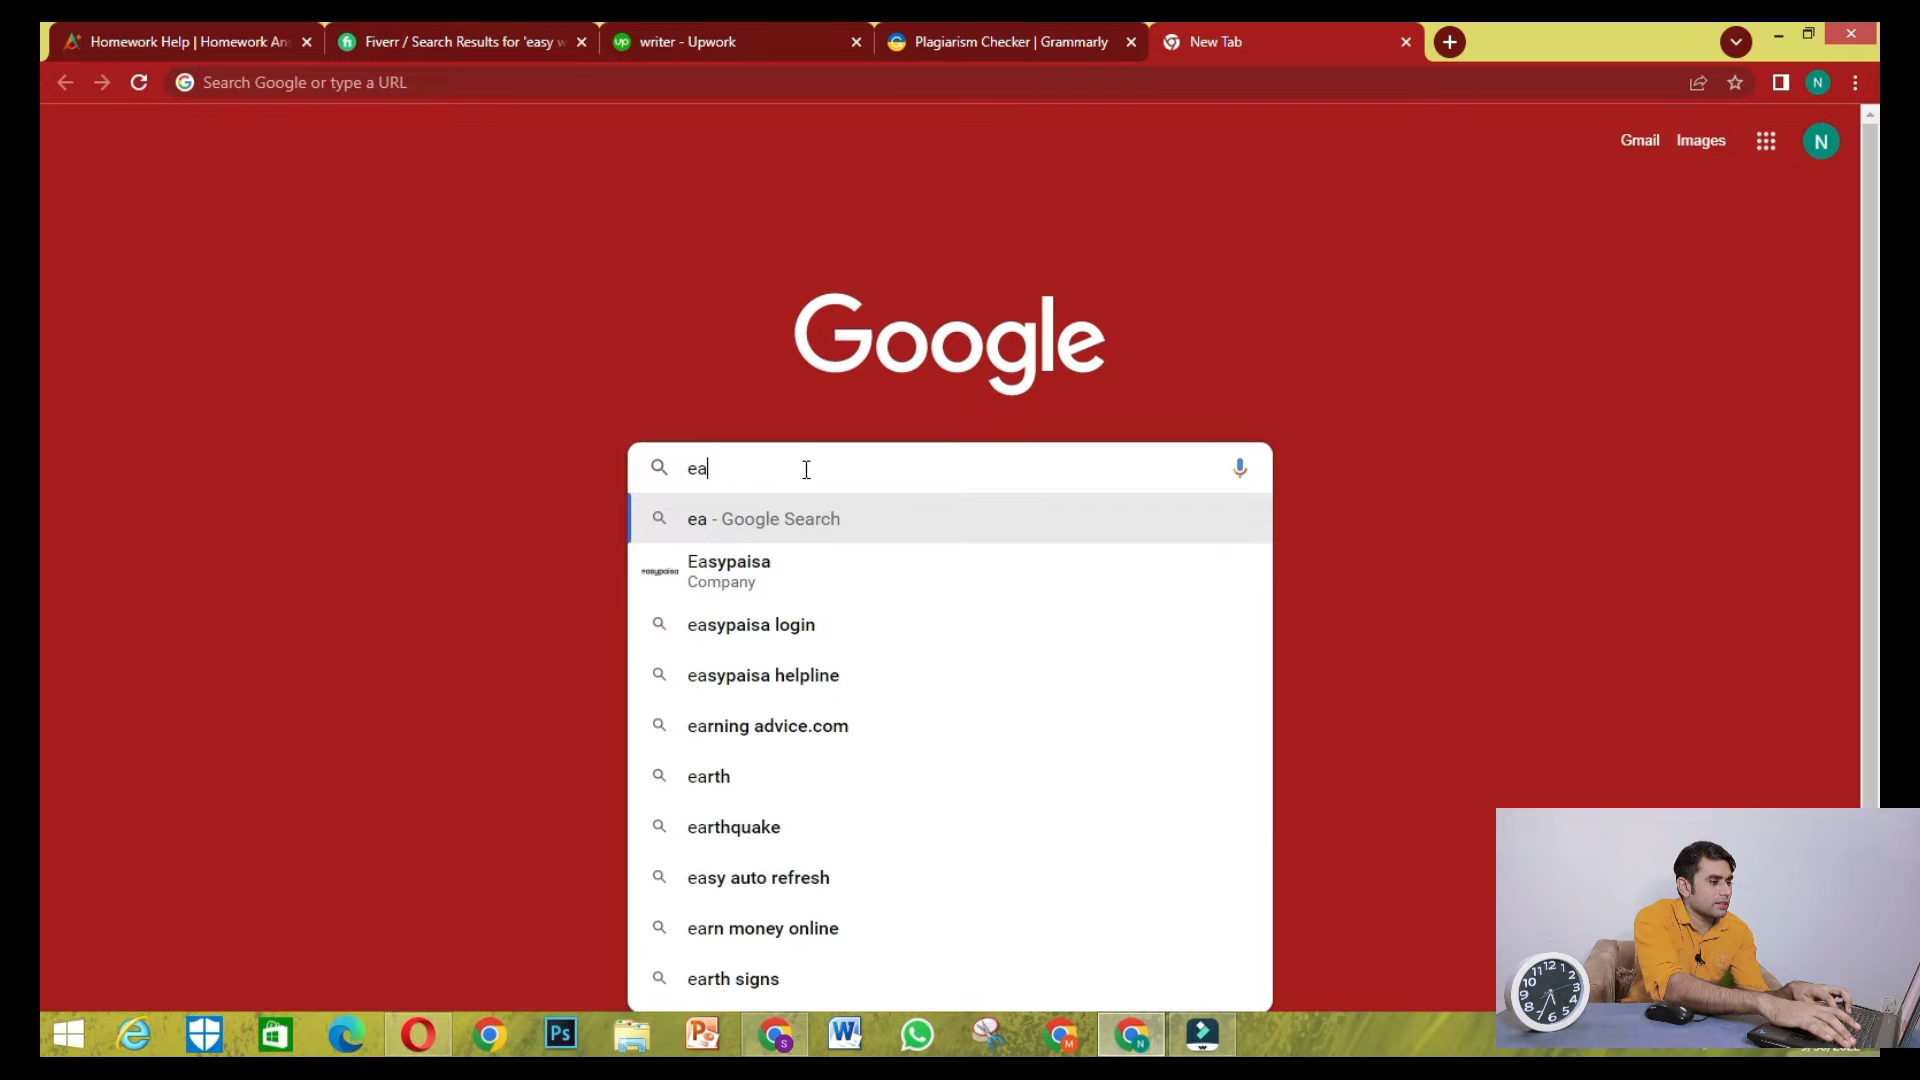 Homework Help | Homework An
Fiverr / Search Results for 'easy w
writer - Upwork
Plagiarism Checker | Grammarly
New Tab
Search Google or type a URL
N
Gmail
Images
N
Google
ea
ea - Google Search
easypaisa
Easypaisa
Company
easypaisa login
easypaisa helpline
earning advice.com
earth
earthquake
easy auto refresh
earn money online
earth signs